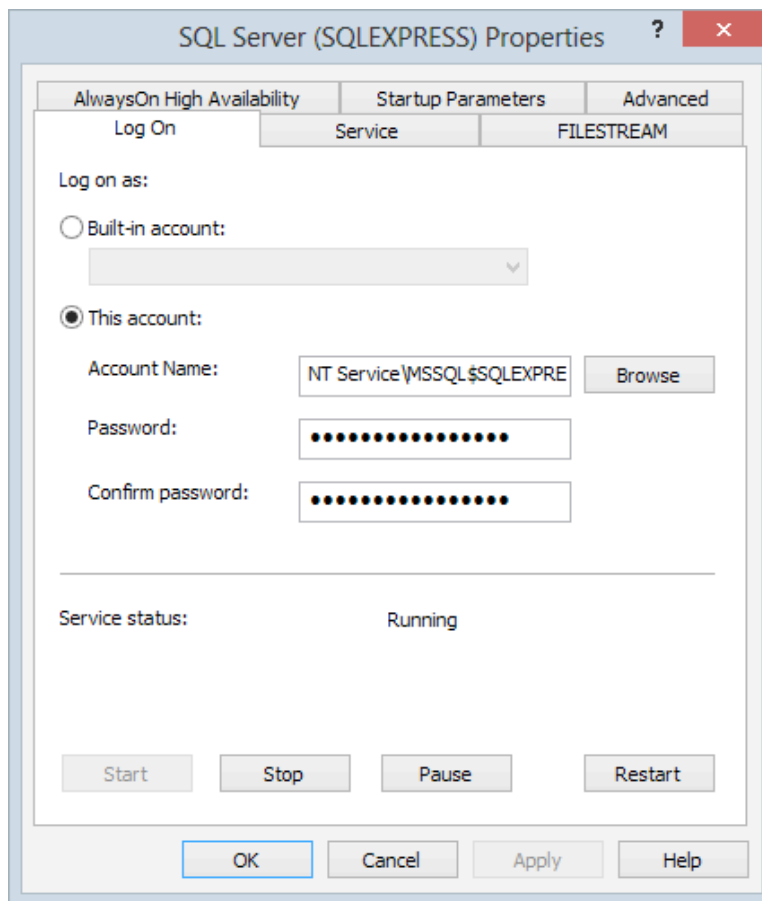 SQL Server (SQLEXPRESS) Properties ? ×
AlwaysOn High Availability Startup Parameters Advanced
Log On Service FILESTREAM
Log on as:
Built-in account:
This account:
Account Name: NT Service\MSSQL$SQLEXPRE Browse
Password: ••••••••••••••••
Confirm password: ••••••••••••••••
Service status: Running
Start Stop Pause Restart
OK Cancel Apply Help